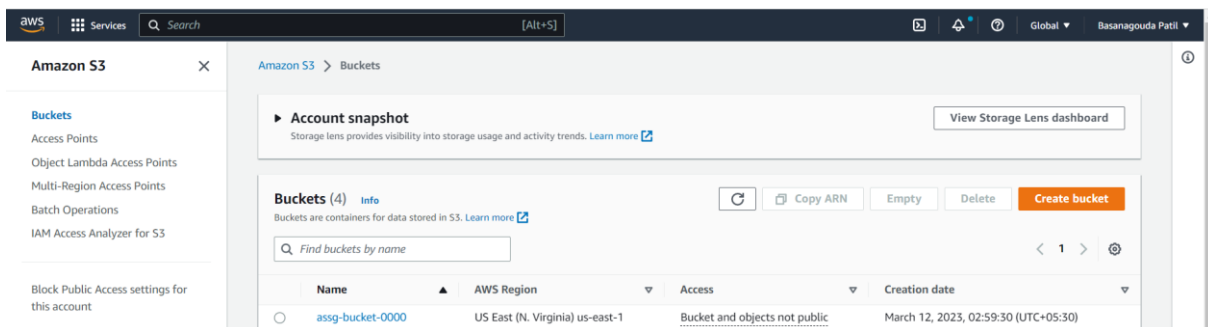 aws Services Search [Alt+S] Global Basanagouda Patil
Amazon S3
Buckets
Access Points
Object Lambda Access Points
Multi-Region Access Points
Batch Operations
IAM Access Analyzer for S3
Block Public Access settings for
this account
Amazon S3 > Buckets
Account snapshot
View Storage Lens dashboard
Storage lens provides visibility into storage usage and activity trends. Learn more
Buckets (4) Info
Copy ARN Empty Delete Create bucket
Buckets are containers for data stored in S3. Learn more
Find buckets by name
< 1 >
Name AWS Region Access Creation date
assg-bucket-0000 US East (N. Virginia) us-east-1 Bucket and objects not public March 12, 2023, 02:59:30 (UTC+05:30)